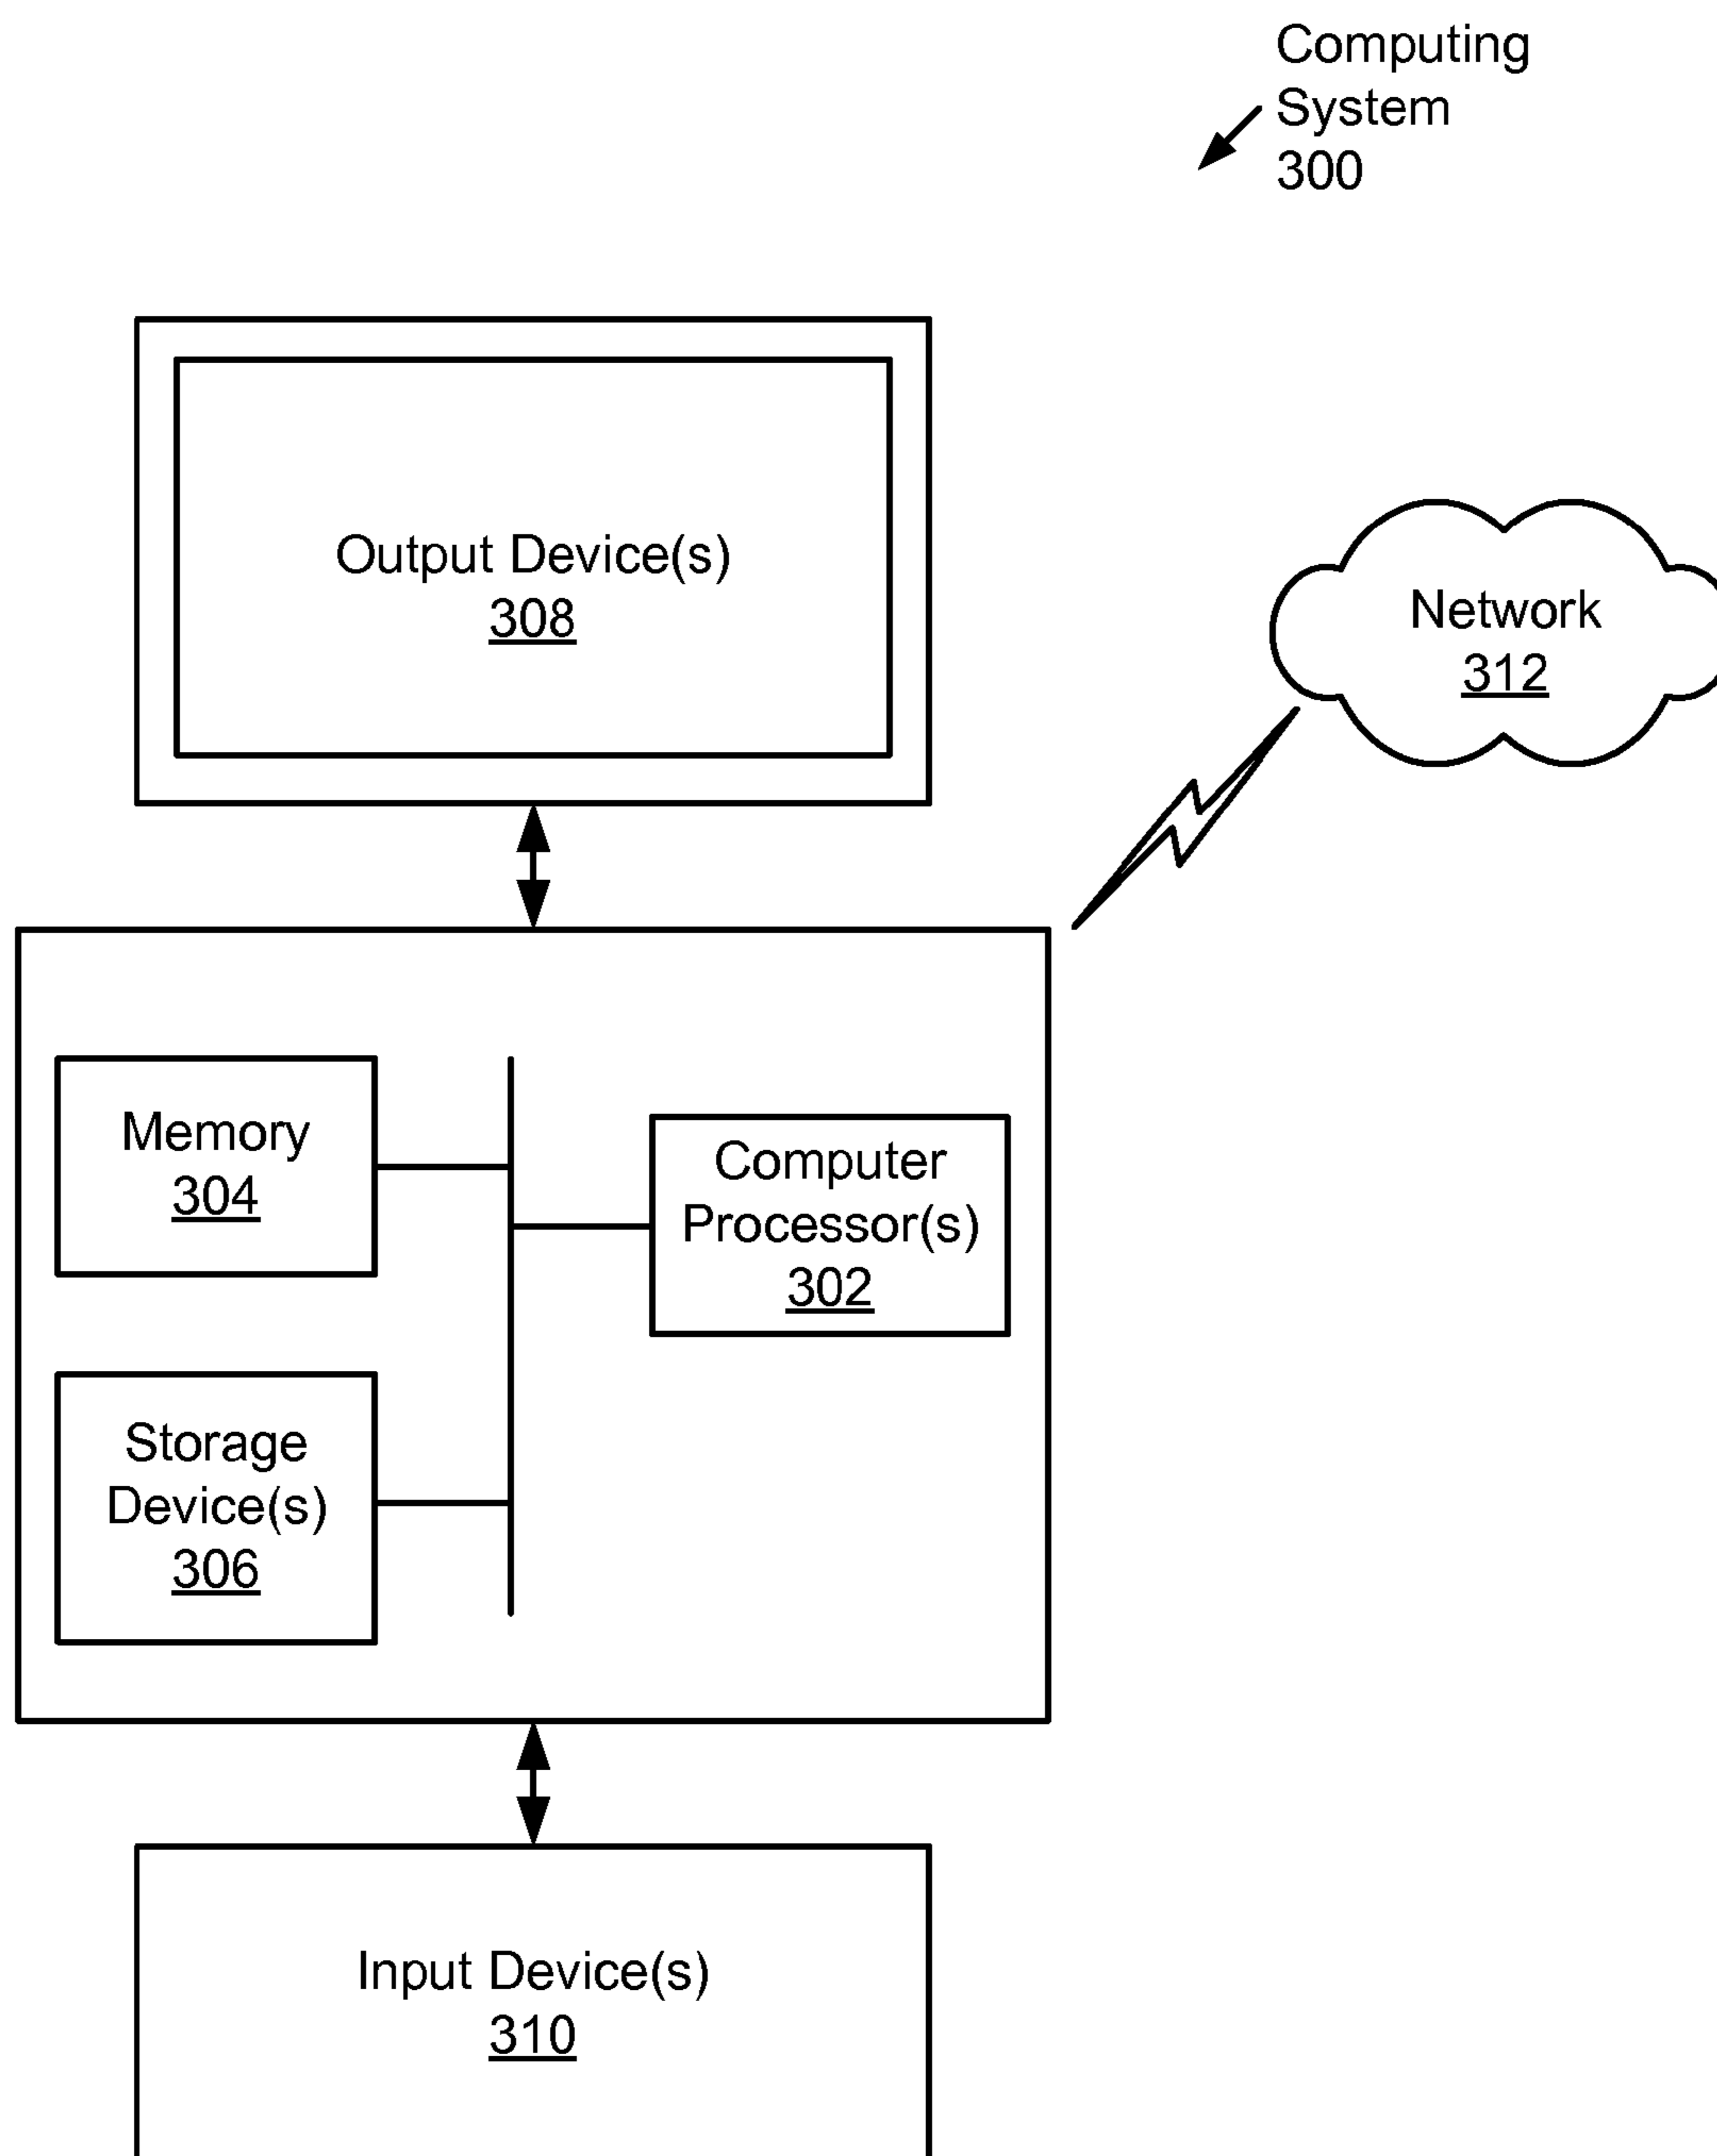 Computing
System
300
Output Device(s)
308
Network
312
Memory
304
Computer
Processor(s)
302
Storage
Device(s)
306
Input Device(s)
310